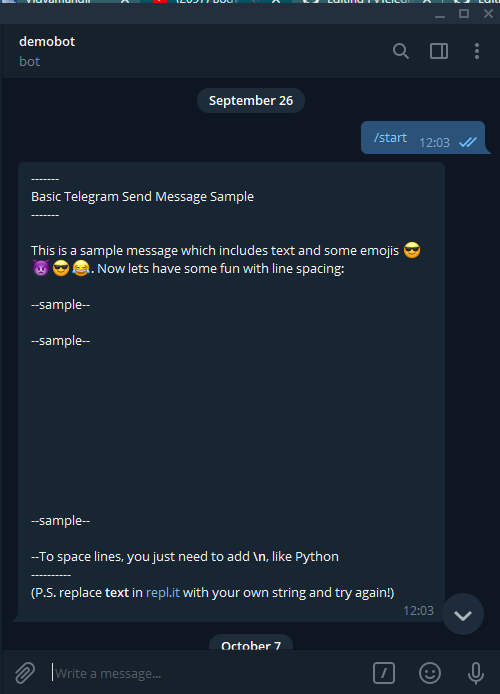 demobot
bot
September 26
/start 12:03
-------
Basic Telegram Send Message Sample
-------
This is a sample message which includes text and some emojis 😎
😈😎😂. Now lets have some fun with line spacing:
--sample--
--sample--
--sample--
--To space lines, you just need to add \n, like Python
----------
(P.S. replace text in repl.it with your own string and try again!)
12:03
October 7
Write a message...